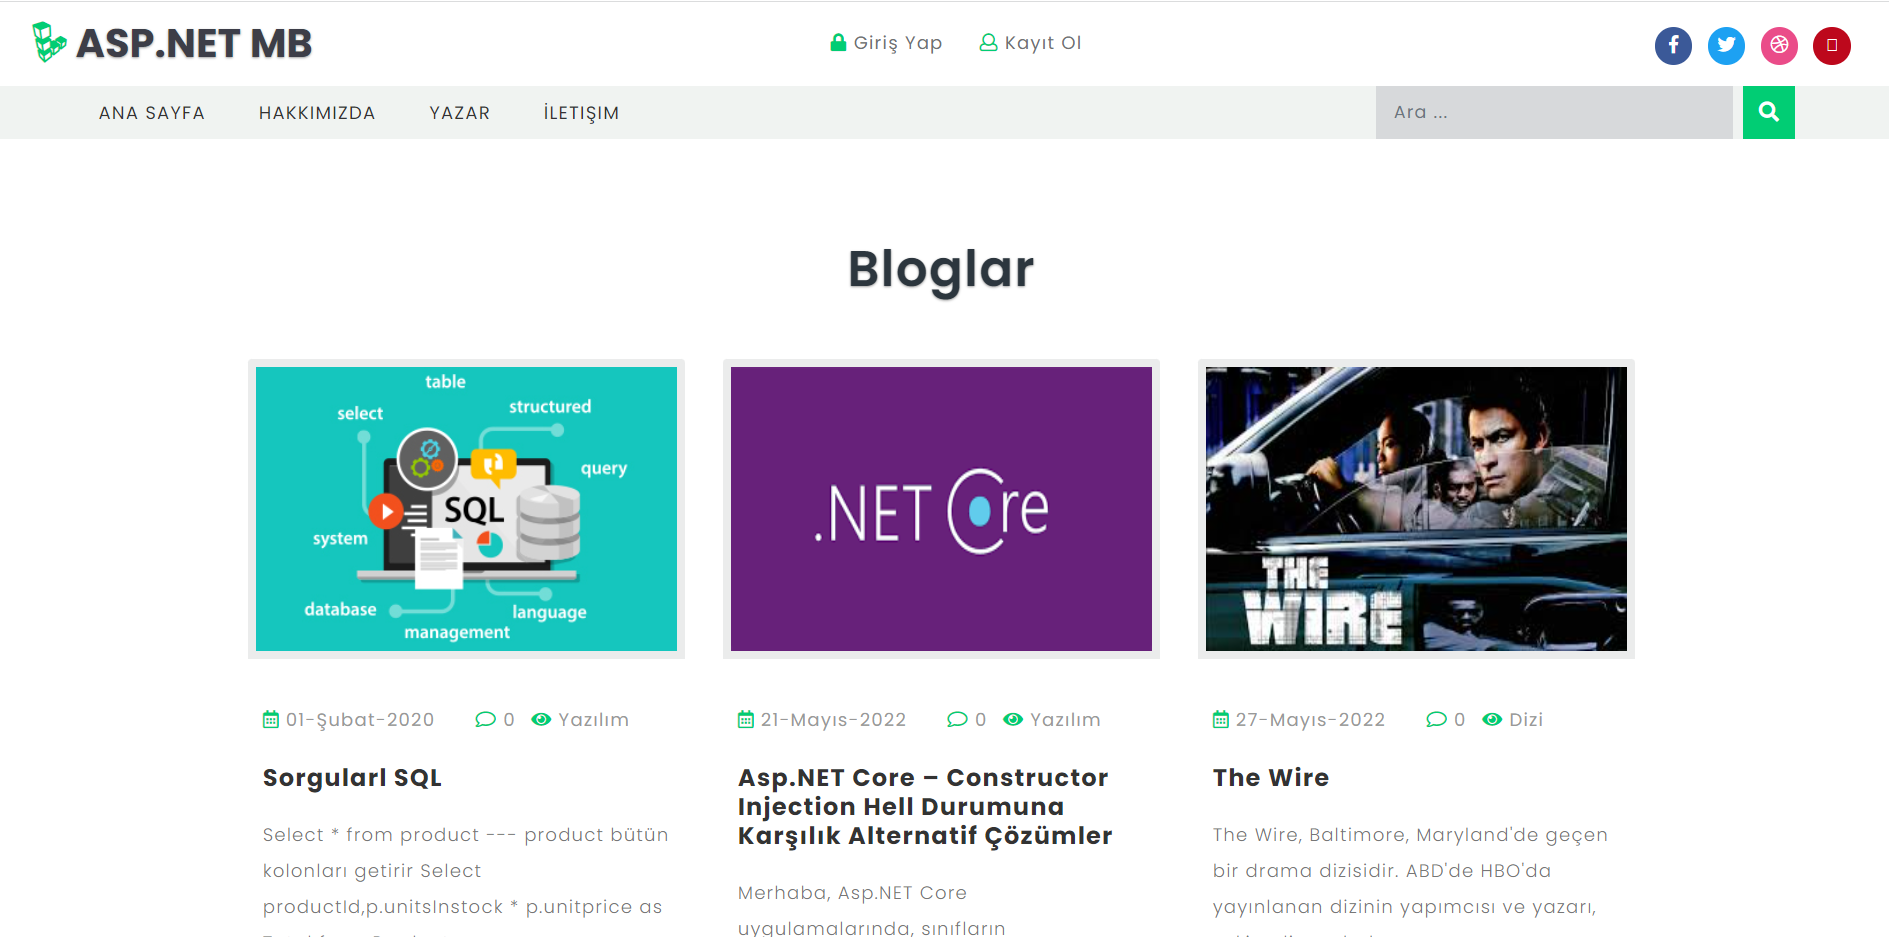 ASP.NET MB
Giriş Yap
Kayıt Ol
ANA SAYFA
HAKKIMIZDA
YAZAR
İLETIŞIM
Ara ...
Bloglar
table
select
structured
query
SQL
system
database
language
management
.NET Core
THE
WIRE
01-Şubat-2020
0
Yazılım
Sorgularl SQL
Select * from product --- product bütün
kolonları getirir Select
productId,p.unitsInstock * p.unitprice as
21-Mayıs-2022
0
Yazılım
Asp.NET Core – Constructor
Injection Hell Durumuna
Karşılık Alternatif Çözümler
Merhaba, Asp.NET Core
uygulamalarında, sınıfların
27-Mayıs-2022
0
Dizi
The Wire
The Wire, Baltimore, Maryland'de geçen
bir drama dizisidir. ABD'de HBO'da
yayınlanan dizinin yapımcısı ve yazarı,